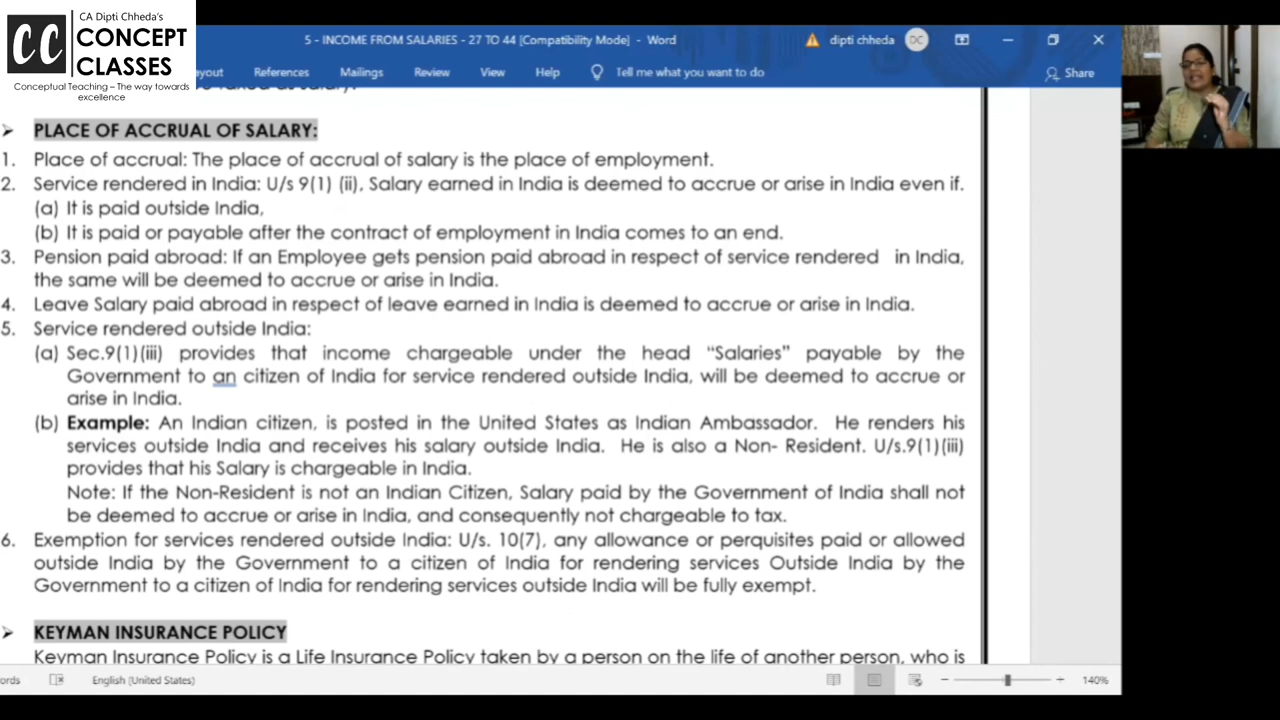 CC
CA Dipti Chheda's
CONCEPT
CLASSES
Conceptual Teaching – The way towards
excellence
5 - INCOME FROM SALARIES - 27 TO 44 [Compatibility Mode] - Word
dipti chheda
DC
yout References Mailings Review View Help Tell me what you want to do
Share
taxed as salary.
➢ PLACE OF ACCRUAL OF SALARY:
1. Place of accrual: The place of accrual of salary is the place of employment.
2. Service rendered in India: U/s 9(1) (ii), Salary earned in India is deemed to accrue or arise in India even if.
(a) It is paid outside India,
(b) It is paid or payable after the contract of employment in India comes to an end.
3. Pension paid abroad: If an Employee gets pension paid abroad in respect of service rendered in India,
the same will be deemed to accrue or arise in India.
4. Leave Salary paid abroad in respect of leave earned in India is deemed to accrue or arise in India.
5. Service rendered outside India:
(a) Sec.9(1)(iii) provides that income chargeable under the head "Salaries" payable by the
Government to an citizen of India for service rendered outside India, will be deemed to accrue or
arise in India.
(b) Example: An Indian citizen, is posted in the United States as Indian Ambassador. He renders his
services outside India and receives his salary outside India. He is also a Non- Resident. U/s.9(1)(iii)
provides that his Salary is chargeable in India.
Note: If the Non-Resident is not an Indian Citizen, Salary paid by the Government of India shall not
be deemed to accrue or arise in India, and consequently not chargeable to tax.
6. Exemption for services rendered outside India: U/s. 10(7), any allowance or perquisites paid or allowed
outside India by the Government to a citizen of India for rendering services Outside India by the
Government to a citizen of India for rendering services outside India will be fully exempt.
➢ KEYMAN INSURANCE POLICY
Keyman Insurance Policy is a Life Insurance Policy taken by a person on the life of another person, who is
ords English (United States) 140%